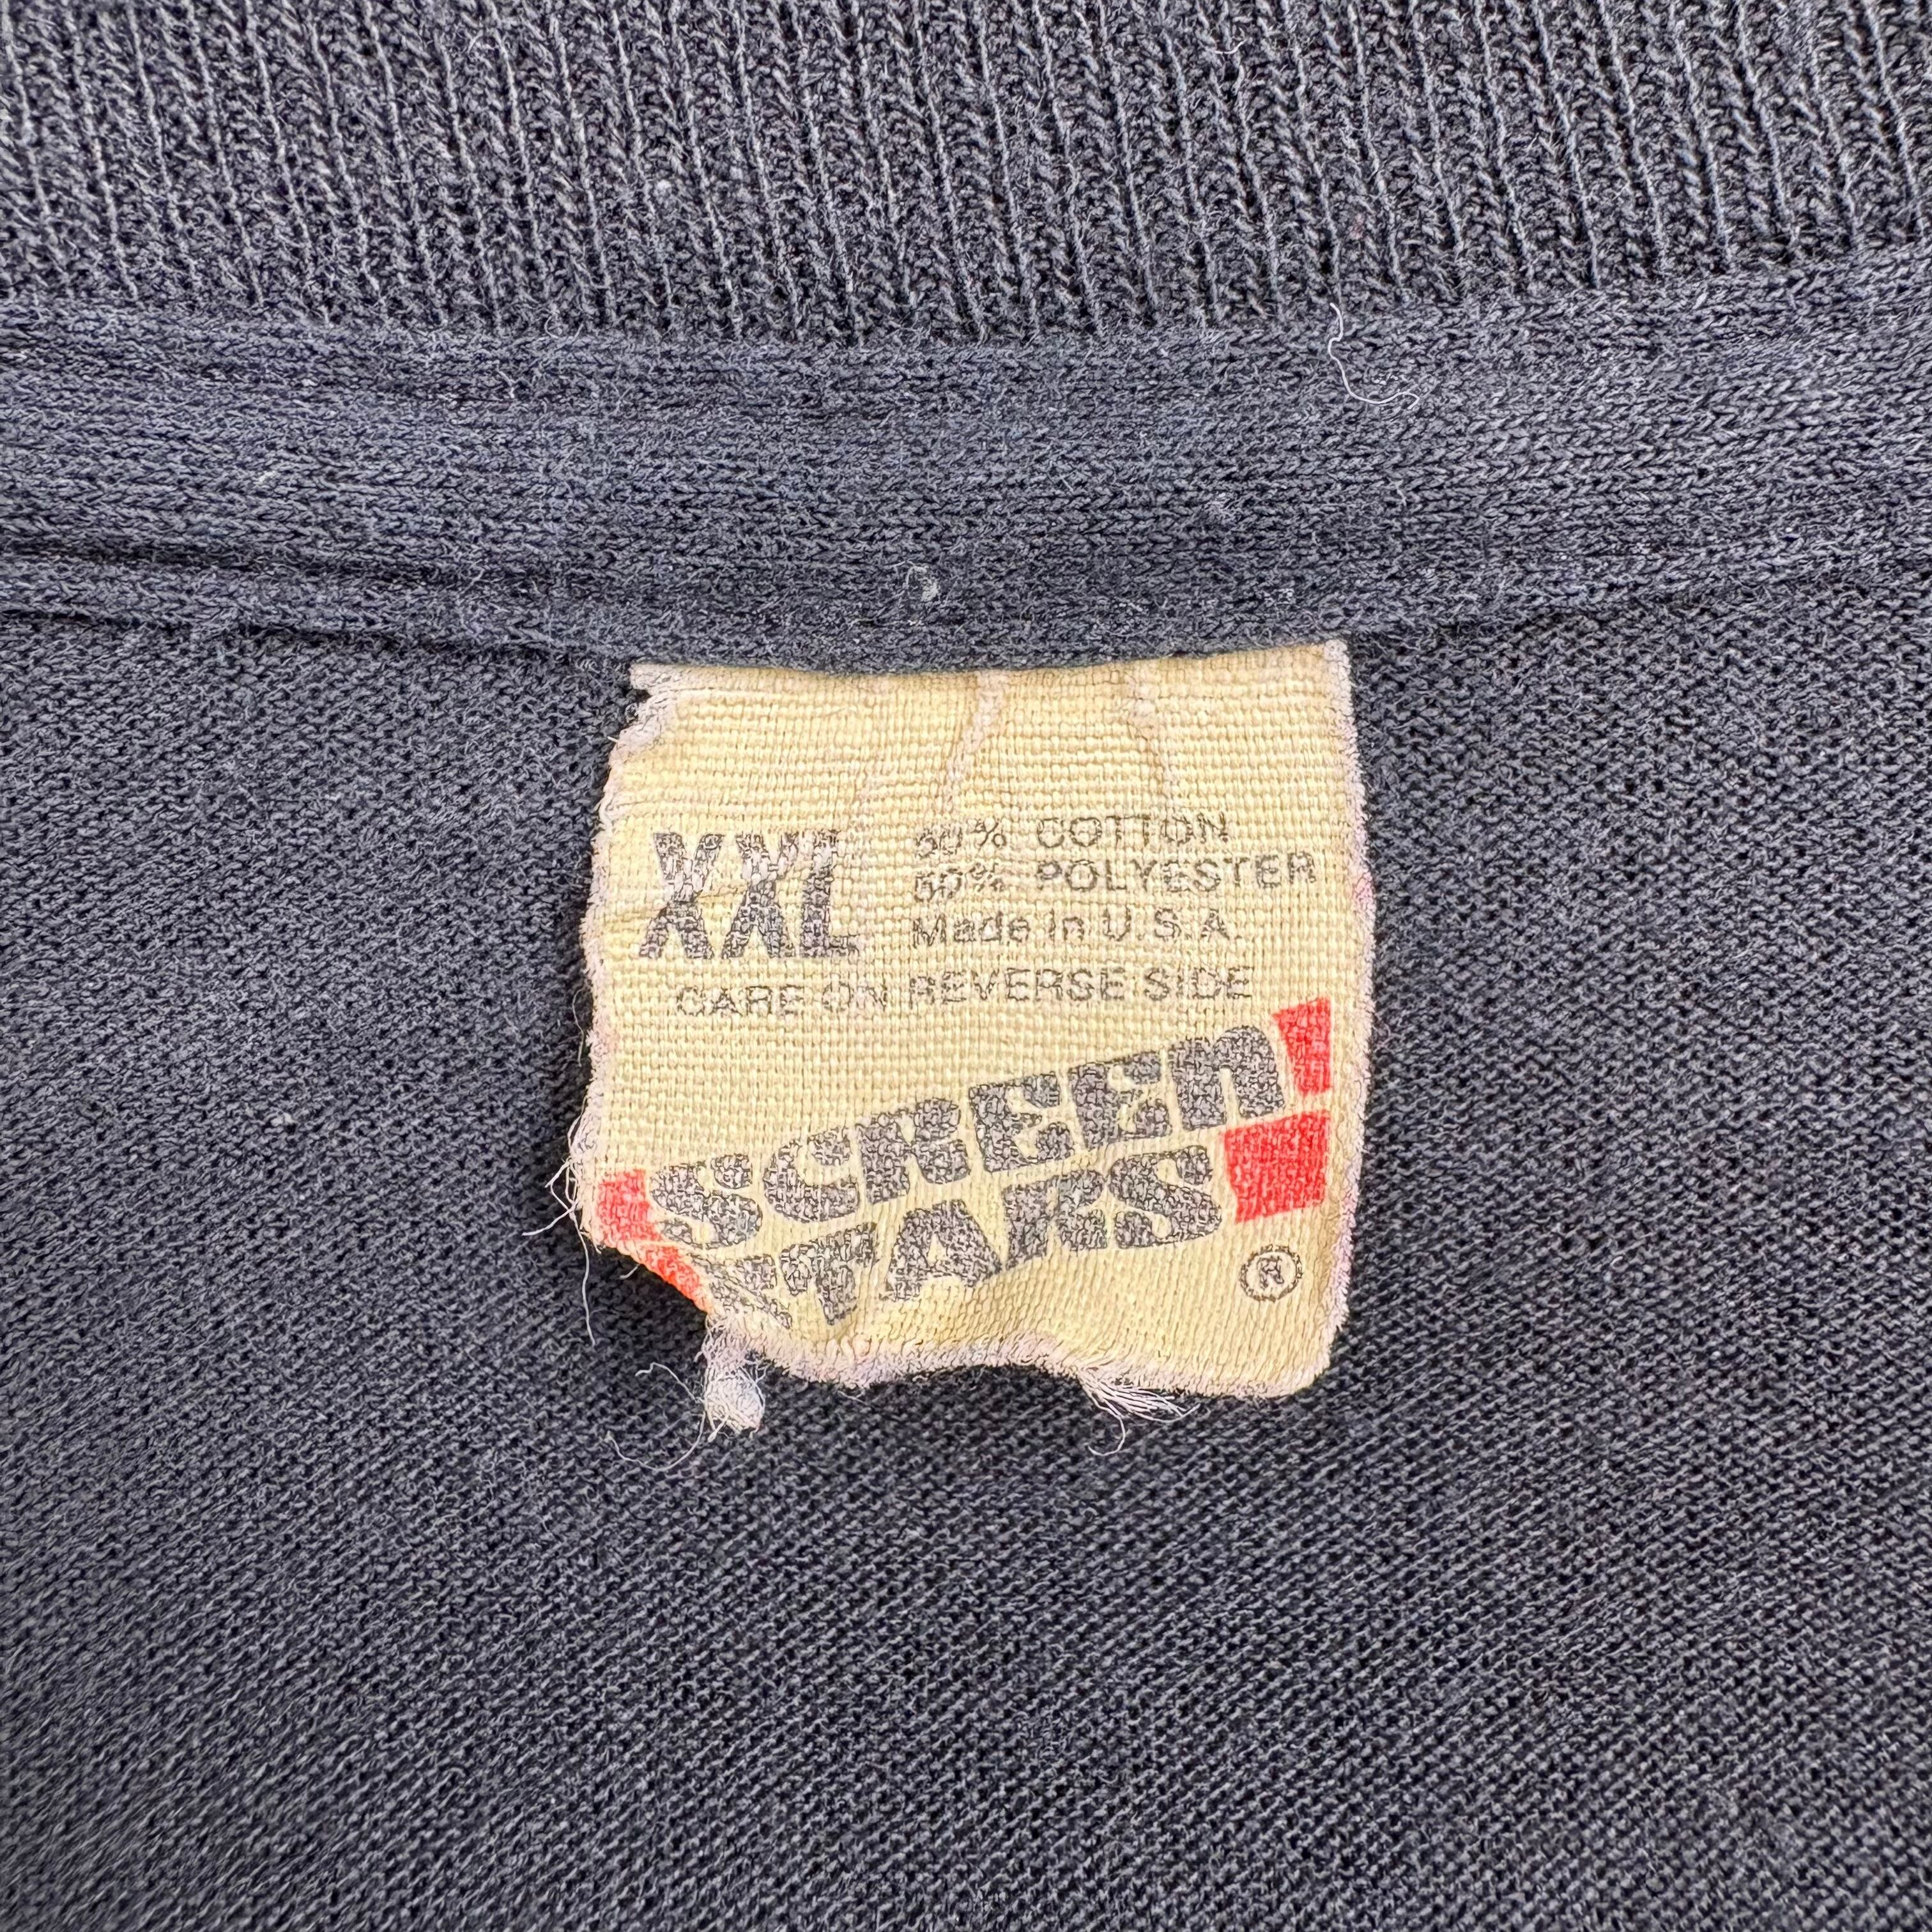 XXL 50% COTTON
50% POLYESTER
Made in U.S.A.
CARE ON REVERSE SIDE
SCREEN
STARS
®